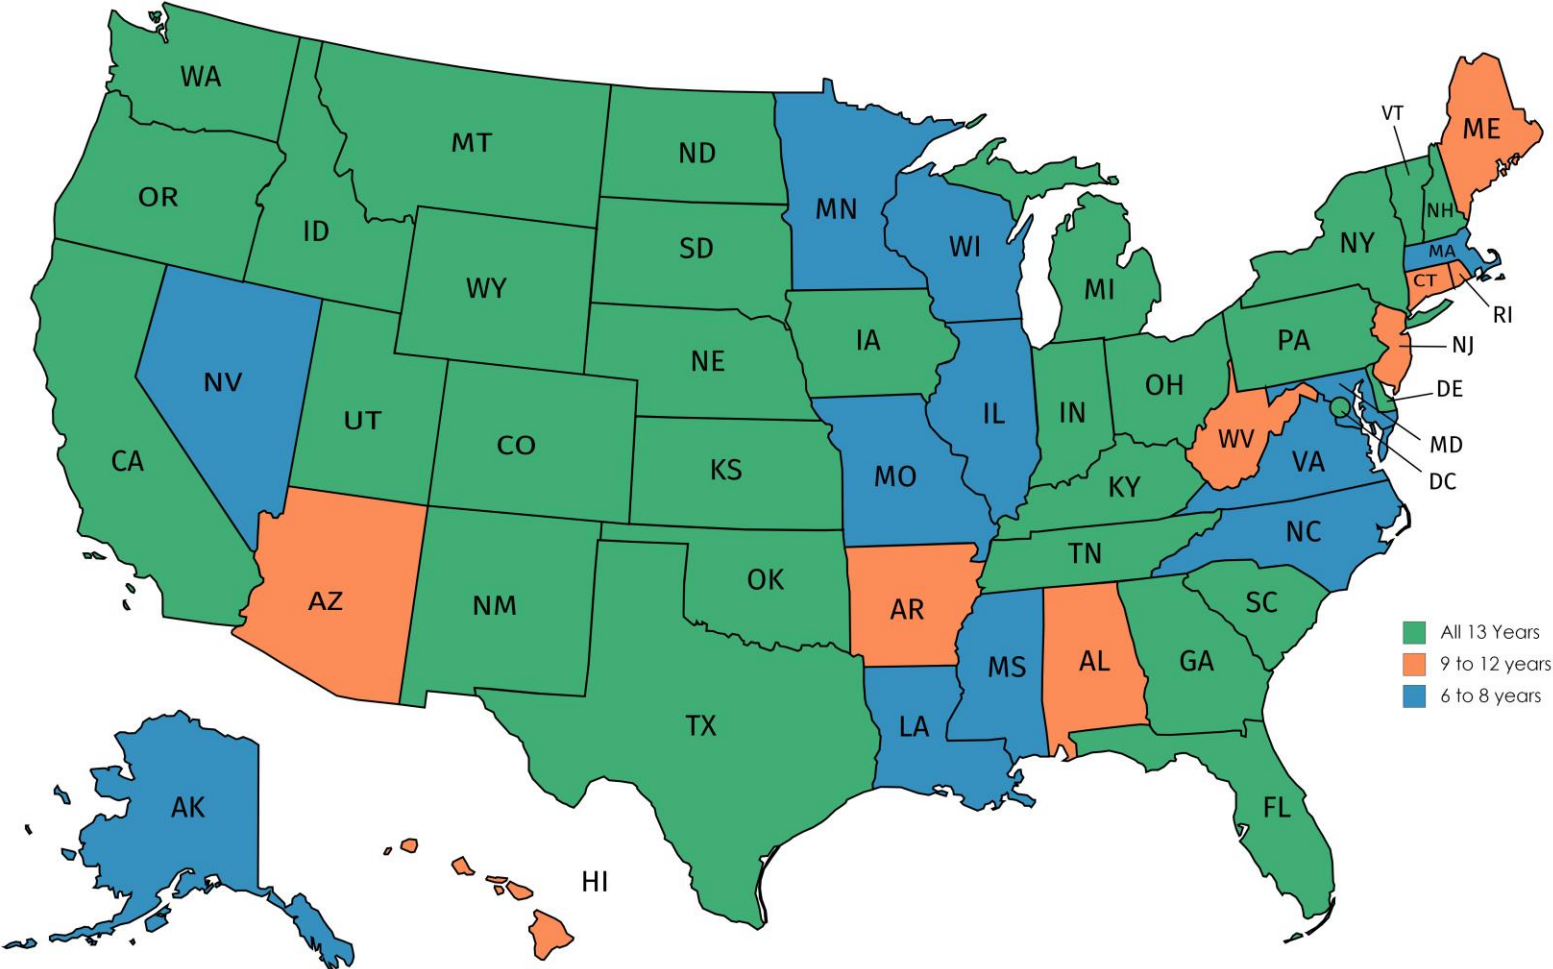 WA
VT
ME
MT
ND
OR
MN
NH
ID
SD
WI
NY
MA
WY
MI
CT
RI
IA
PA
NJ
NE
NV
OH
DE
UT
IL
IN
CO
WV
MD
CA
KS
MO
VA
KY
DC
NC
TN
OK
AZ
NM
AR
SC
All 13 Years
MS
AL
GA
9 to 12 years
6 to 8 years
TX
LA
AK
FL
HI